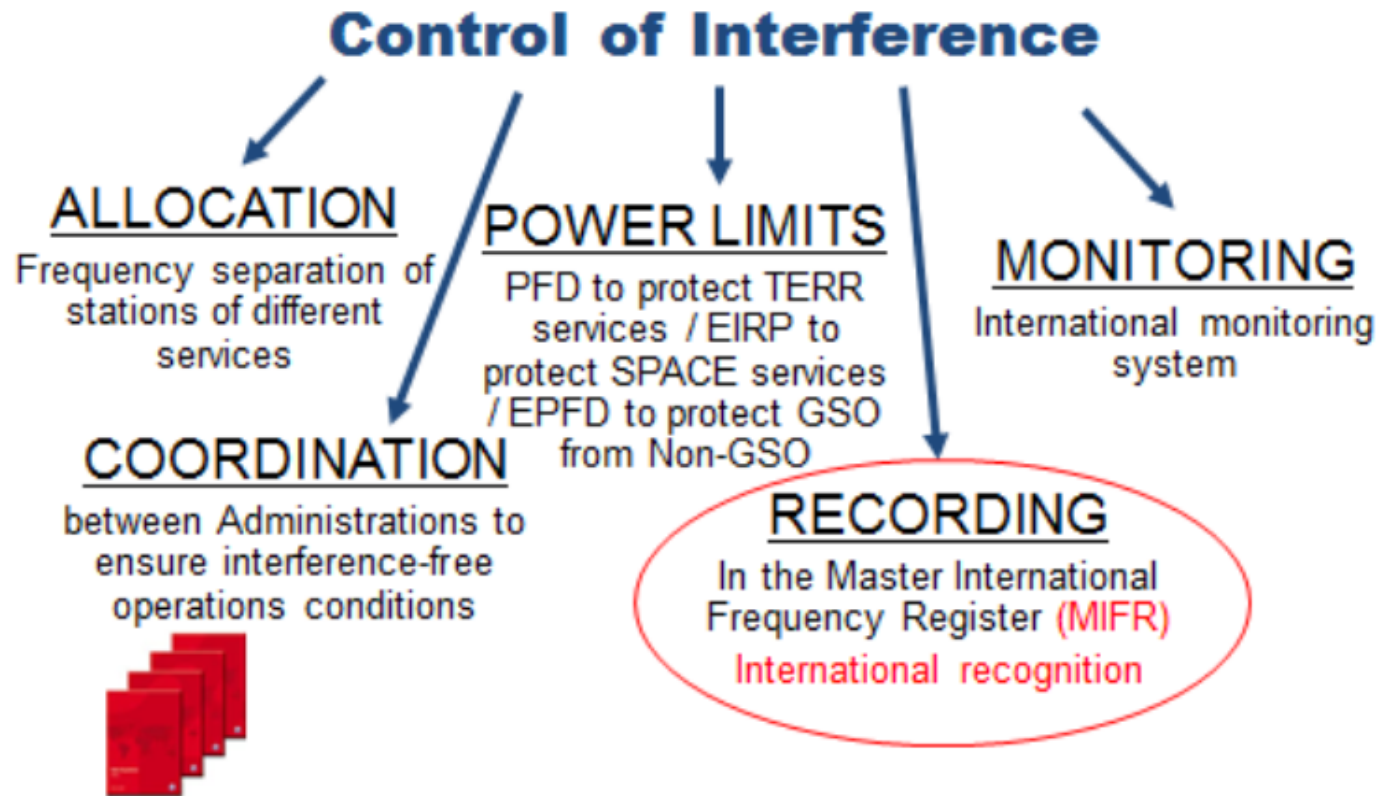 Control of Interference
ALLOCATION
Frequency separation of
stations of different
services
POWER LIMITS
PFD to protect TERR
services / EIRP to
protect SPACE services
/ EPFD to protect GSO
from Non-GSO
MONITORING
International monitoring
system
COORDINATION
between Administrations to
ensure interference-free
operations conditions
RECORDING
In the Master International
Frequency Register (MIFR)
International recognition